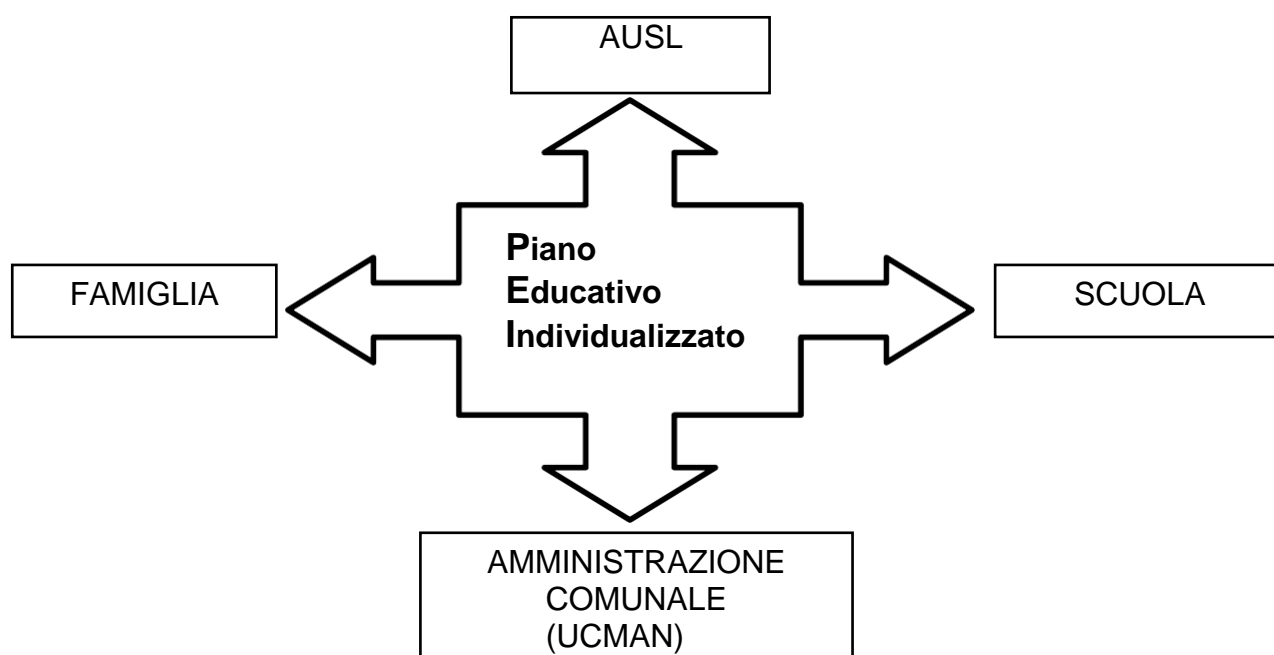 AUSL
Piano
Educativo
Individualizzato
FAMIGLIA
SCUOLA
AMMINISTRAZIONE
COMUNALE
(UCMAN)